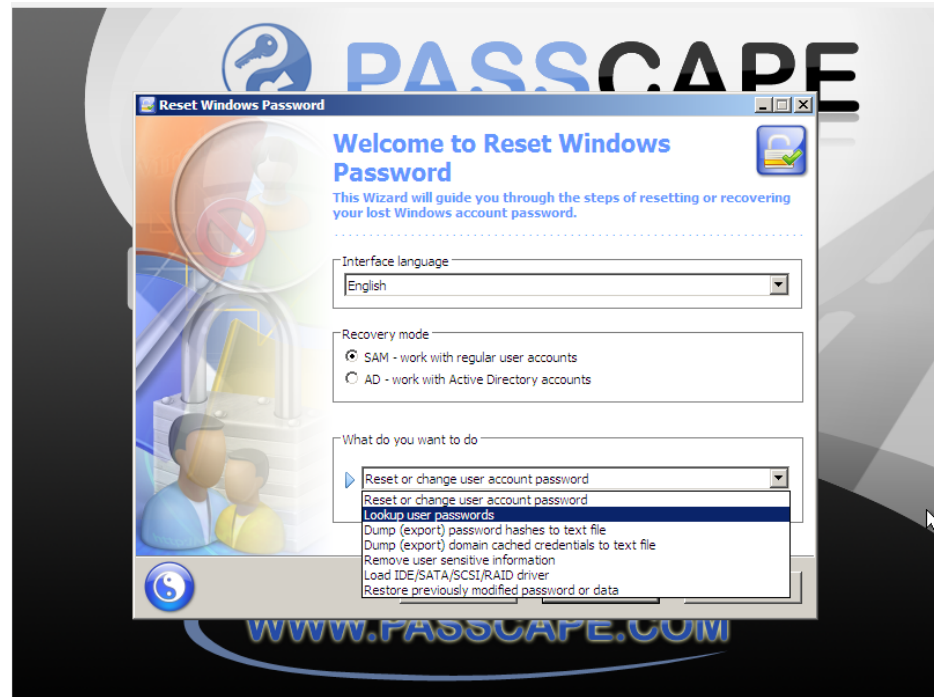 PASSCAPE
Reset Windows Password
Welcome to Reset Windows
Password
This Wizard will guide you through the steps of resetting or recovering
your lost Windows account password.
Interface language
English
Recovery mode
SAM - work with regular user accounts
AD - work with Active Directory accounts
What do you want to do
Reset or change user account password
Reset or change user account password
Lookup user passwords
Dump (export) password hashes to text file
Dump (export) domain cached credentials to text file
Remove user sensitive information
Load IDE/SATA/SCSI/RAID driver
Restore previously modified password or data
WWW.PASSCAPE.COM